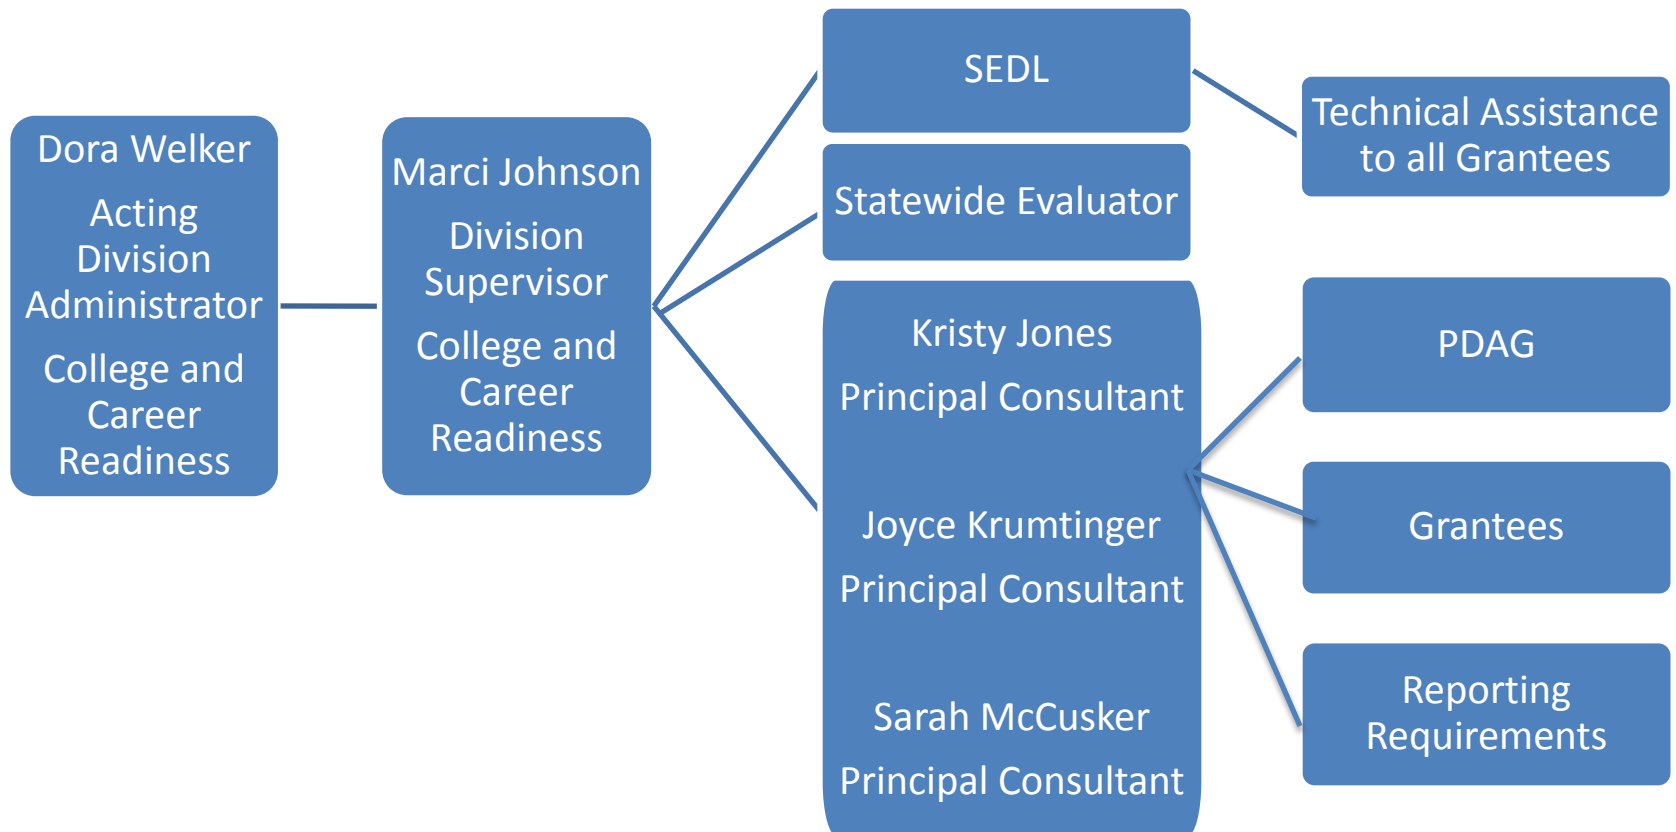 Dora Welker
Acting
Division
Administrator
College and
Career
Readiness
Marci Johnson
Division
Supervisor
College and
Career
Readiness
SEDL
Statewide Evaluator
Kristy Jones
Principal Consultant
Joyce Krumtinger
Principal Consultant
Sarah McCusker
Principal Consultant
Technical Assistance
to all Grantees
PDAG
Grantees
Reporting
Requirements